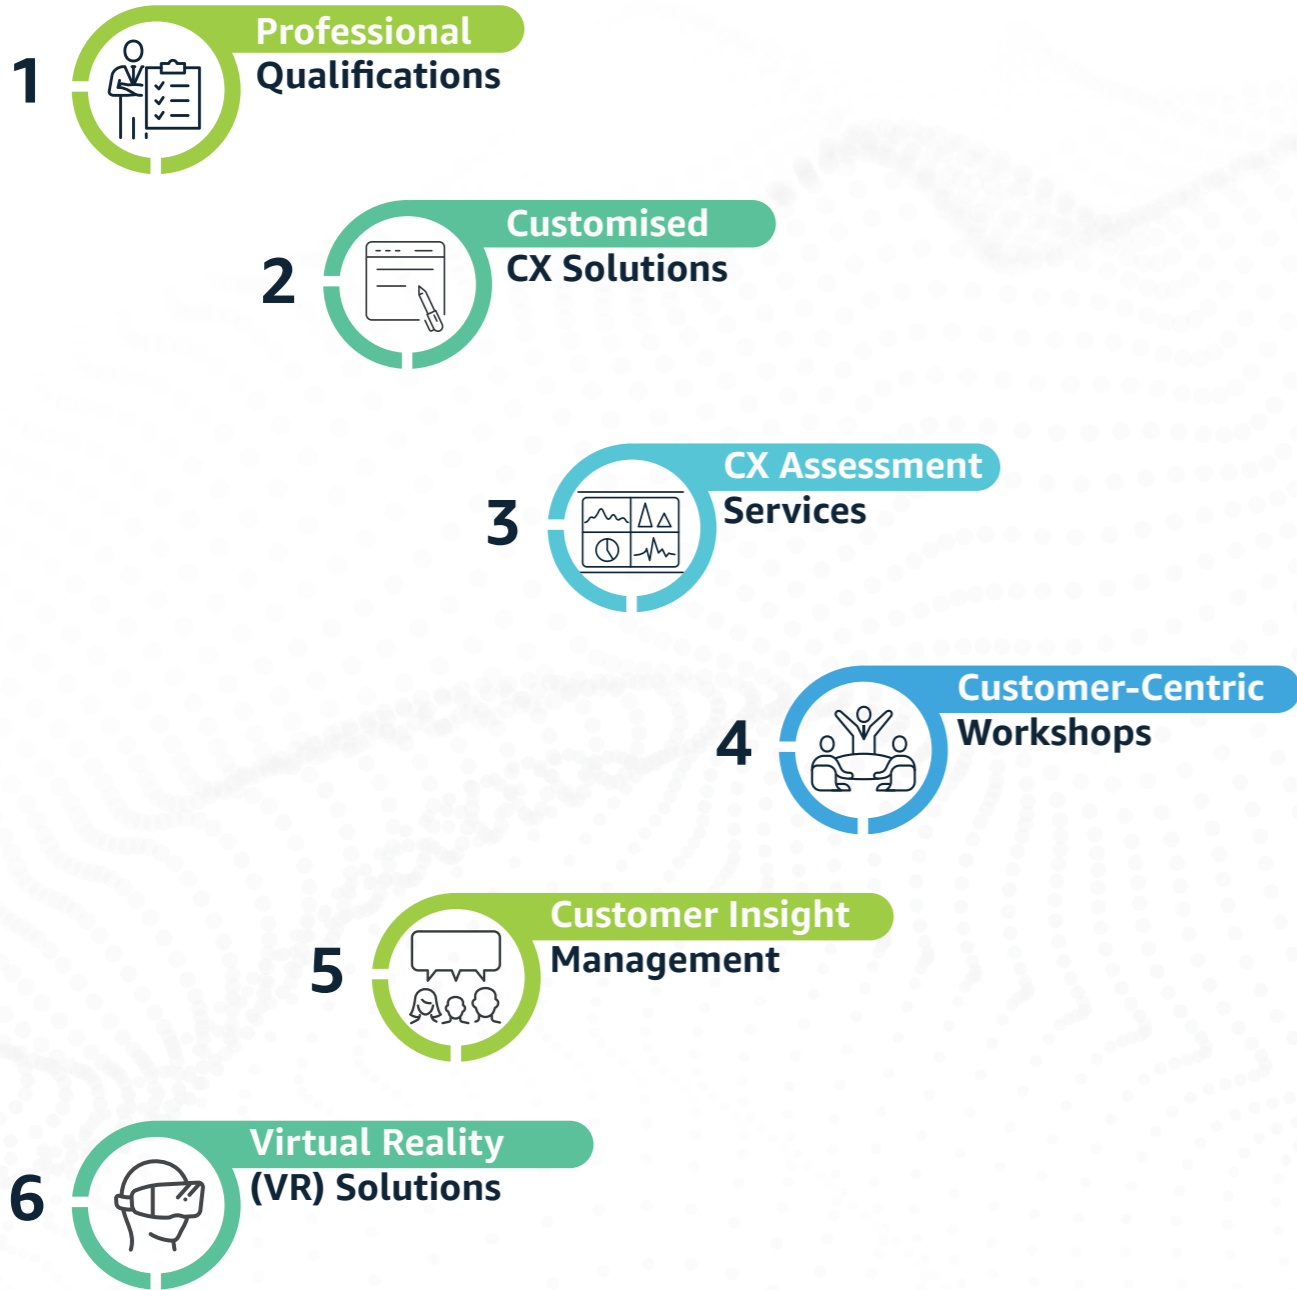 1
Professional
Qualifications
2
Customised
CX Solutions
3
CX Assessment
Services
4
Customer-Centric
Workshops
5
Customer Insight
Management
6
Virtual Reality
(VR) Solutions